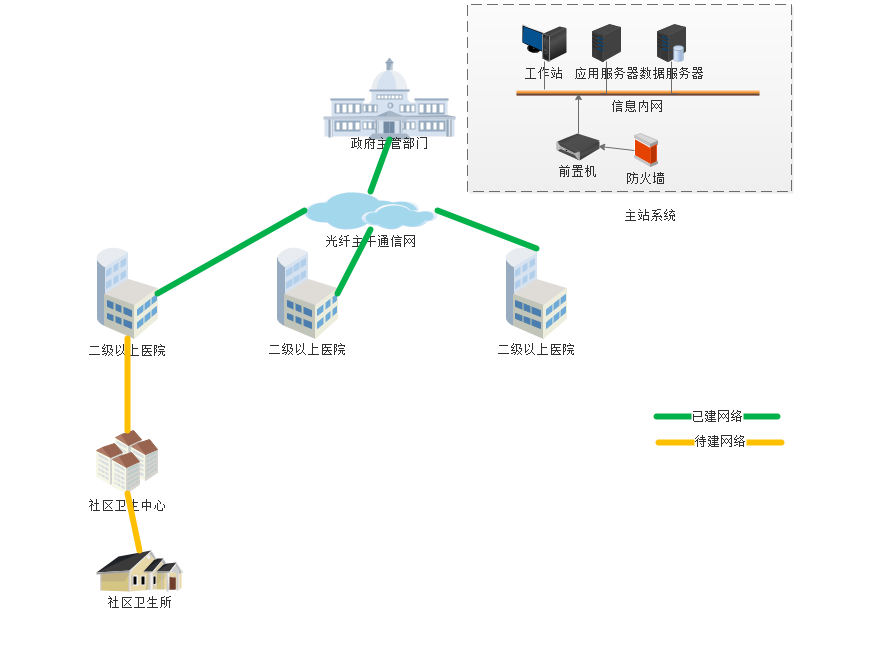 工作站
应用服务器
数据服务器
信息内网
前置机
防火墙
主站系统
政府主管部门
光纤主干通信网
二级以上医院
二级以上医院
二级以上医院
已建网络
待建网络
社区卫生中心
社区卫生所